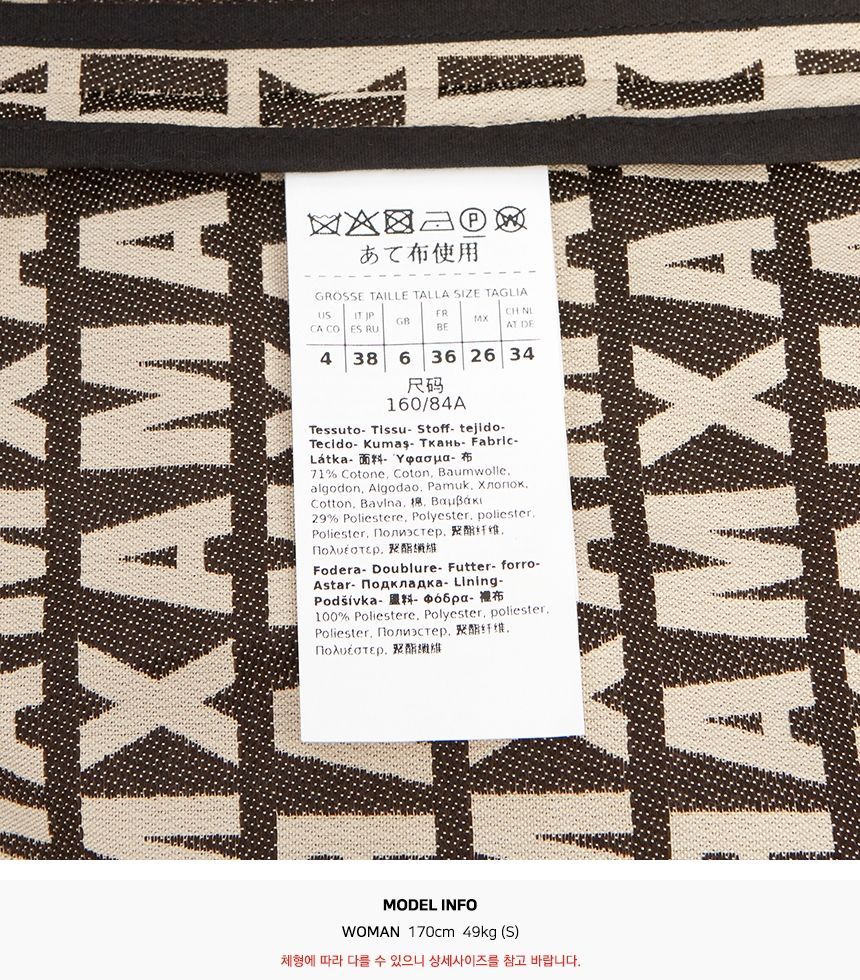 あて布使用
GRÖSSE TAILLE TALLA SIZE TAGLIA
US CA CO
IT JP ES RU
GB
FR BE
MX
CH NL AT DE
4 38 6 36 26 34
尺码
160/84A
Tessuto- Tissu- Stoff- tejido-
Tecido- Kumaş- Ткань- Fabric-
Látka- 面料- Ύφασμα- 布
71% Cotone, Coton, Baumwolle,
algodon, Algodao, Pamuk, Хлопок,
Cotton, Bavlna, 棉, Βαμβάκι
29% Poliestere, Polyester, poliester,
Poliester, Полиэстер, 聚酯纤维,
Πολυέστερ, 聚酯纖維
Fodera- Doublure- Futter- forro-
Astar- Подкладка- Lining-
Podšívka- 里料- Φόδρα- 裡布
100% Poliestere, Polyester, poliester,
Poliester, Полиэстер, 聚酯纤维,
Πολυέστερ, 聚酯纖維
MODEL INFO
WOMAN 170cm 49kg (S)
체형에 따라 다를 수 있으니 상세사이즈를 참고 바랍니다.